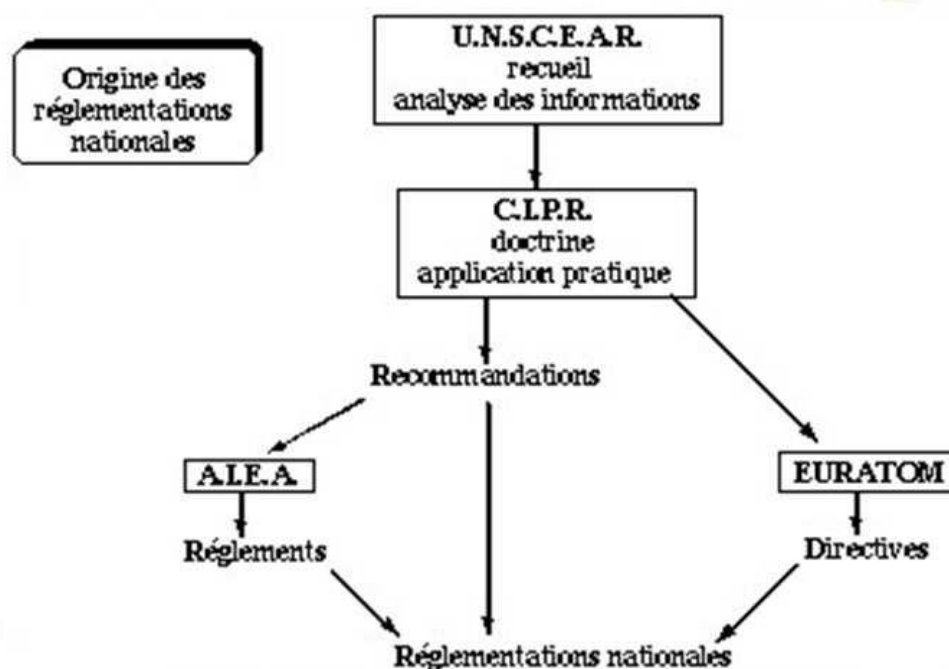 Origine des
réglementations
nationales
U.N.S.C.E.A.R.
recueil
analyse des informations
C.I.P.R.
doctrine
application pratique
Recommandations
A.I.E.A.
EURATOM
Réglements
Directives
Réglementations nationales